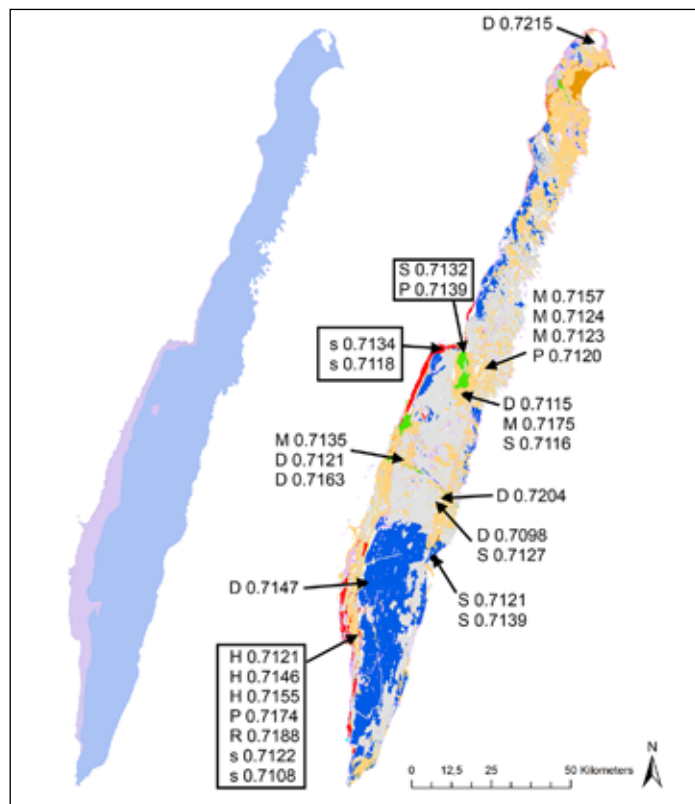 D 0.7215
S 0.7132
P 0.7139
M 0.7157
M 0.7124
M 0.7123
P 0.7120
s 0.7134
s 0.7118
D 0.7115
M 0.7175
S 0.7116
M 0.7135
D 0.7121
D 0.7163
D 0.7204
D 0.7098
S 0.7127
D 0.7147
S 0.7121
S 0.7139
H 0.7121
H 0.7146
H 0.7155
P 0.7174
R 0.7188
s 0.7122
s 0.7108
N
0 12,5 25 50 Kilometers